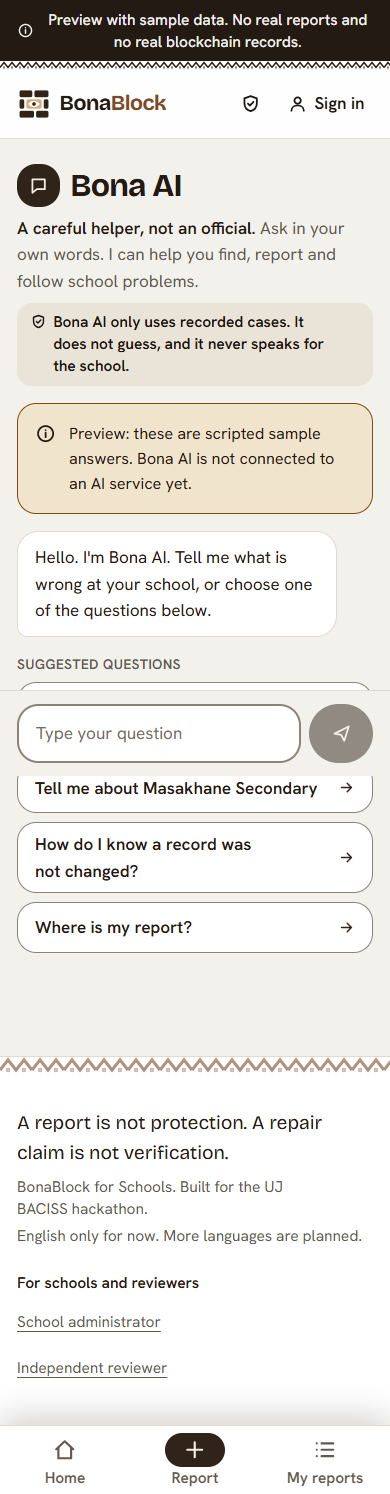 Preview with sample data. No real reports and
no real blockchain records.
BonaBlock
Sign in
Bona AI
A careful helper, not an official. Ask in your
own words. I can help you find, report and
follow school problems.
Bona AI only uses recorded cases. It
does not guess, and it never speaks for
the school.
Preview: these are scripted sample
answers. Bona AI is not connected to
an AI service yet.
Hello. I'm Bona AI. Tell me what is
wrong at your school, or choose one
of the questions below.
SUGGESTED QUESTIONS
Type your question
Tell me about Masakhane Secondary
How do I know a record was
not changed?
Where is my report?
A report is not protection. A repair
claim is not verification.
BonaBlock for Schools. Built for the UJ
BACISS hackathon.
English only for now. More languages are planned.
For schools and reviewers
School administrator
Independent reviewer
Home
Report
My reports